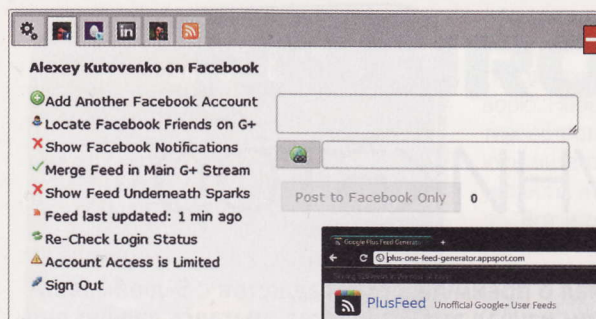 Alexey Kutovenko on Facebook
Add Another Facebook Account
Locate Facebook Friends on G+
Show Facebook Notifications
Merge Feed in Main G+ Stream
Show Feed Underneath Sparks
Feed last updated: 1 min ago
Re-Check Login Status
Account Access is Limited
Sign Out
Post to Facebook Only 0
Google Plus Feed Generator
plus-one-feed-generator.appspot.com
PlusFeed Unofficial Google+ User Feeds